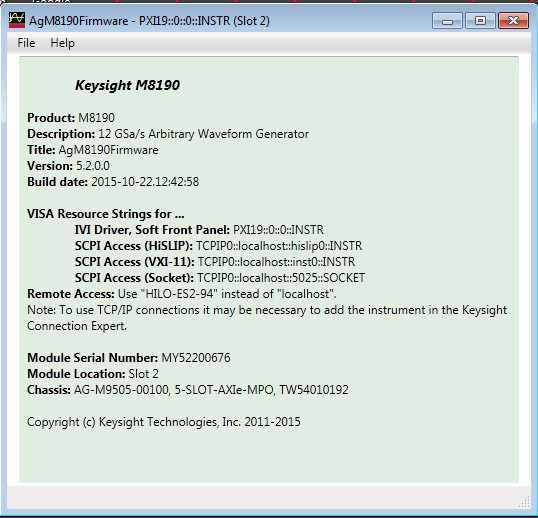 AgM8190Firmware - PXI19::0::0::INSTR (Slot 2)
File Help
Keysight M8190
Product: M8190
Description: 12 GSa/s Arbitrary Waveform Generator
Title: AgM8190Firmware
Version: 5.2.0.0
Build date: 2015-10-22.12:42:58
VISA Resource Strings for ...
IVI Driver, Soft Front Panel: PXI19::0::0::INSTR
SCPI Access (HiSLIP): TCPIP0::localhost::hislip0::INSTR
SCPI Access (VXI-11): TCPIP0::localhost::inst0::INSTR
SCPI Access (Socket): TCPIP0::localhost::5025::SOCKET
Remote Access: Use "HILO-ES2-94" instead of "localhost".
Note: To use TCP/IP connections it may be necessary to add the instrument in the Keysight
Connection Expert.
Module Serial Number: MY52200676
Module Location: Slot 2
Chassis: AG-M9505-00100, 5-SLOT-AXIe-MPO, TW54010192
Copyright (c) Keysight Technologies, Inc. 2011-2015